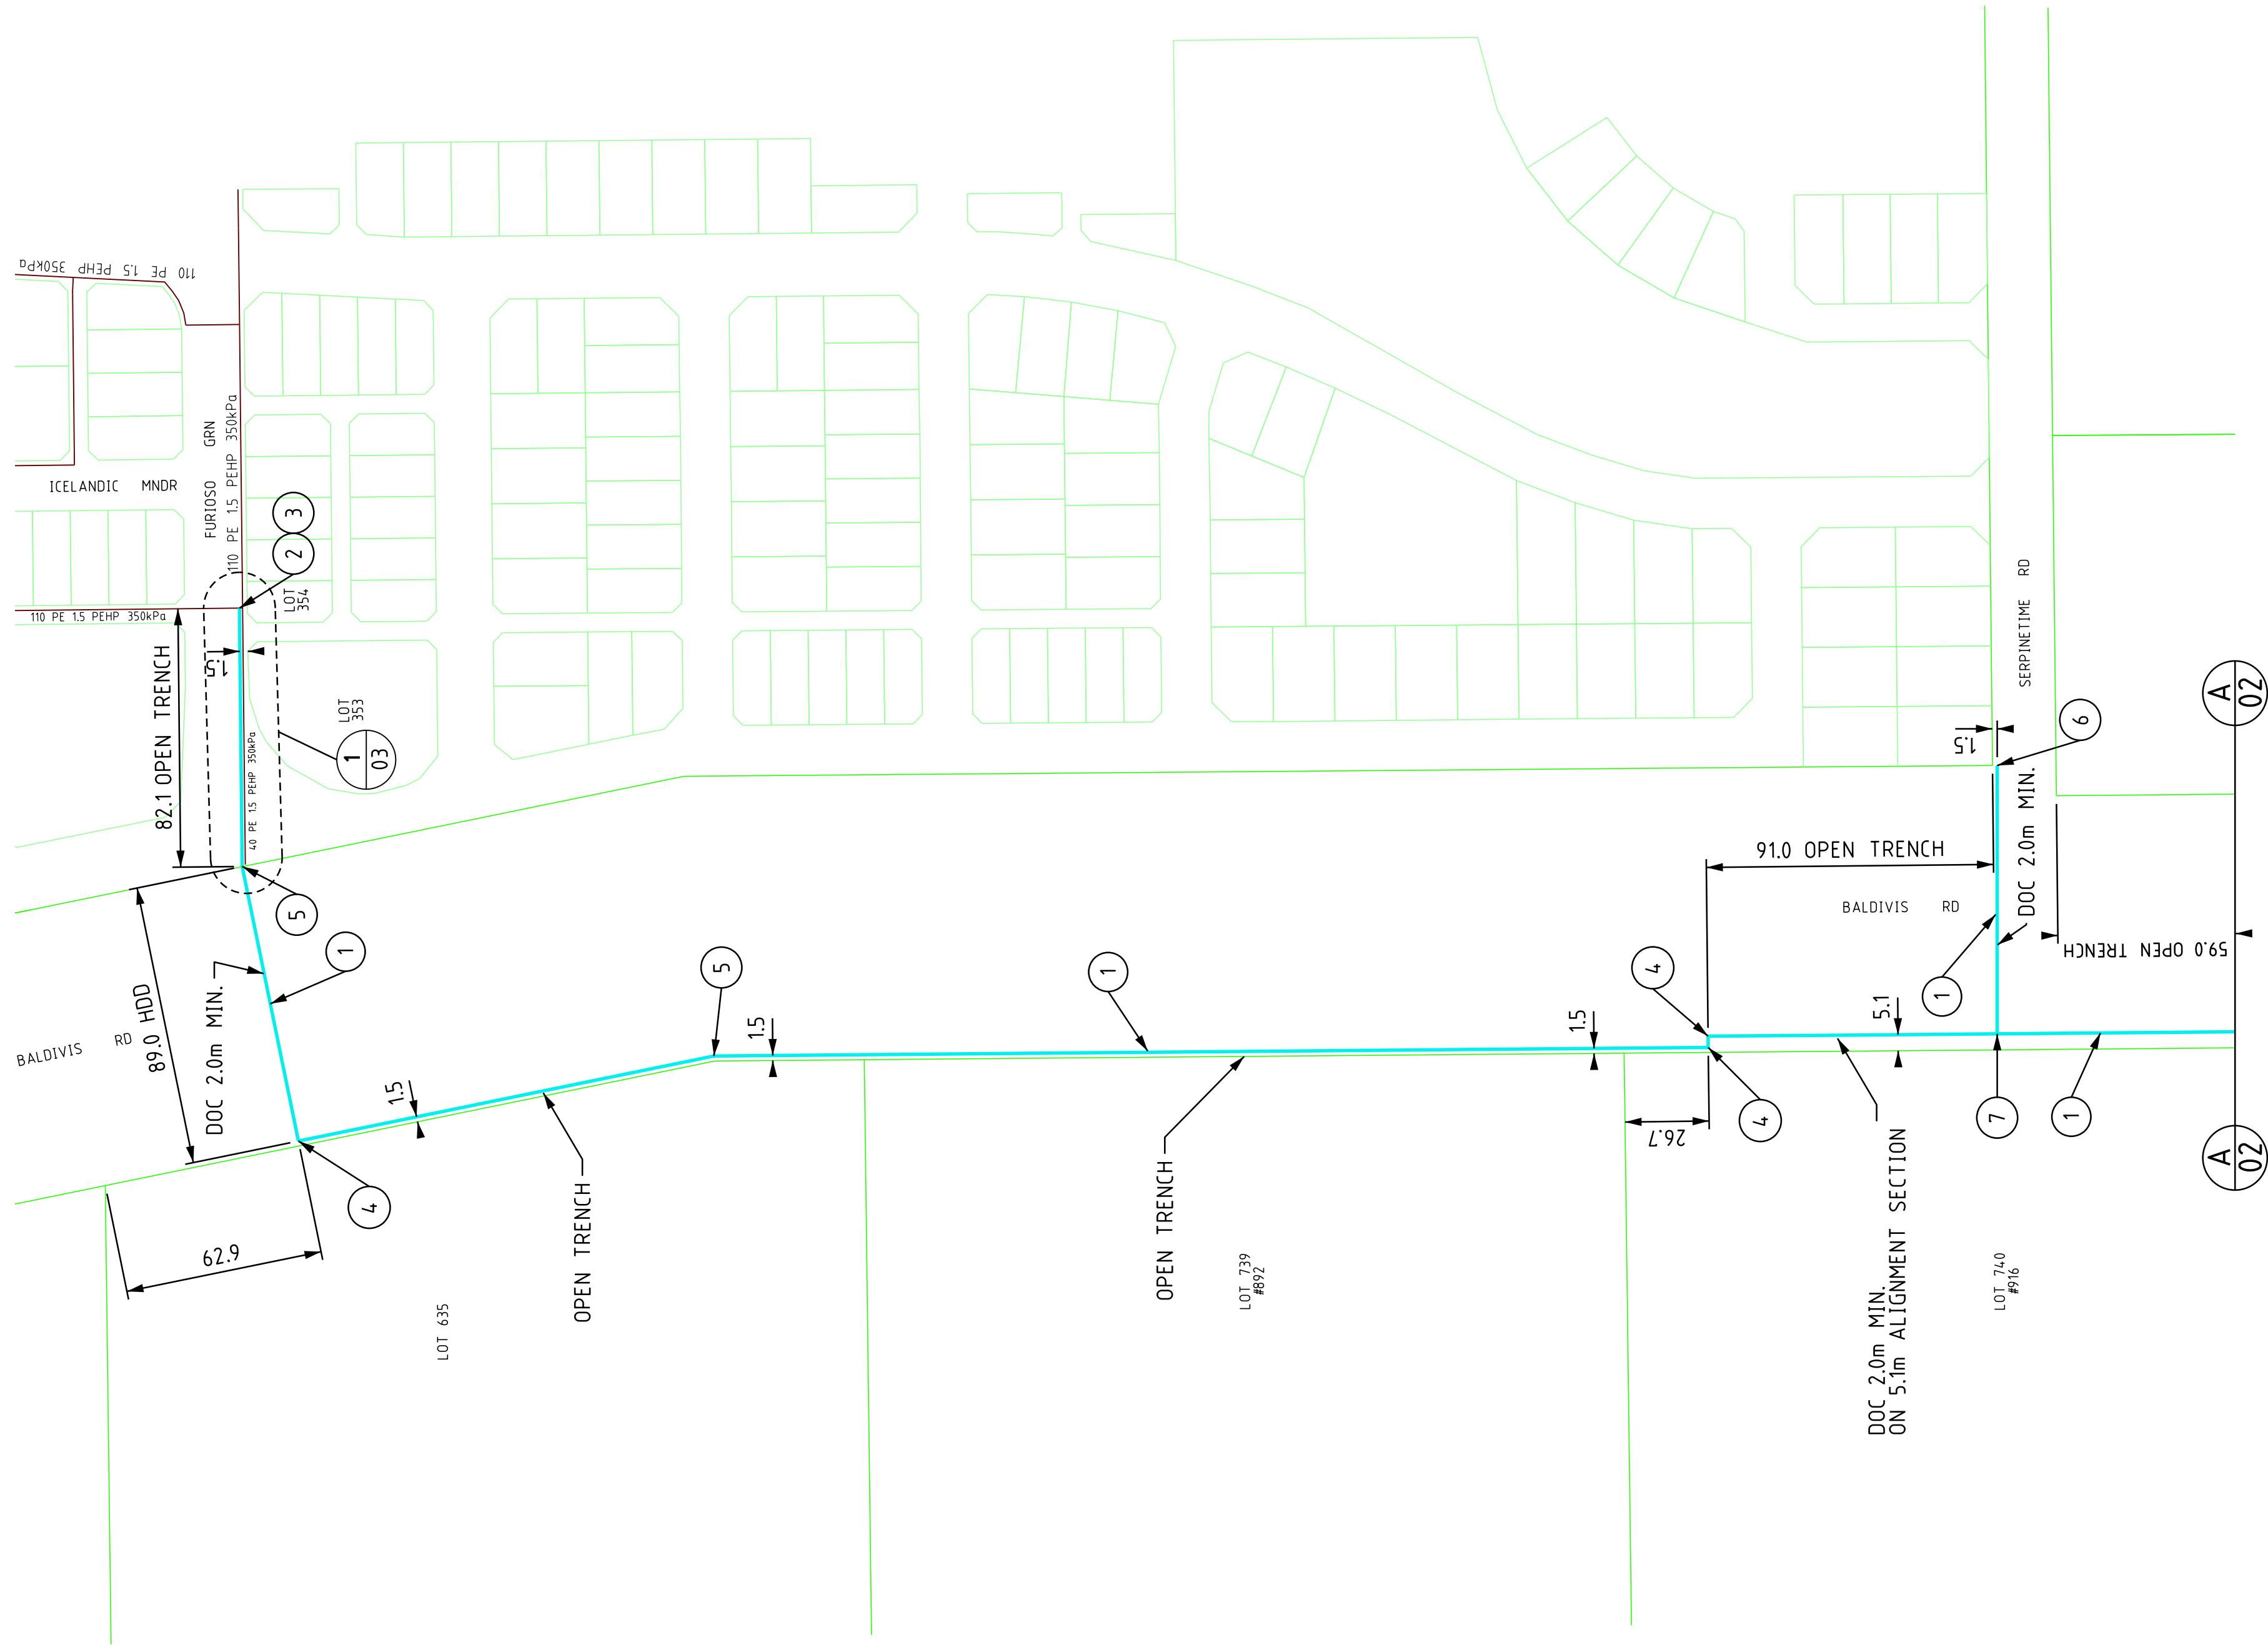 110 PE 1.5 PEHP 350kPa
ICELANDIC MNDR
FURIOSO GRN
110 PE 1.5 PEHP 350kPa
3
2
LOT
354
110 PE 1.5 PEHP 350kPa
82.1 OPEN TRENCH
1.5
LOT
353
40 PE 1.5 PEHP 350kPa
1
03
5
1
BALDIVIS RD
89.0 HDD
DOC 2.0m MIN.
1.5
4
62.9
LOT 635
OPEN TRENCH
5
1.5
1
OPEN TRENCH
LOT 739
#892
1.5
4
4
26.7
91.0 OPEN TRENCH
BALDIVIS RD
5.1
1
DOC 2.0m MIN.
ON 5.1m ALIGNMENT SECTION
LOT 740
#916
7
1
SERPINETIME RD
1.5
6
DOC 2.0m MIN.
59.0 OPEN TRENCH
A
02
A
02